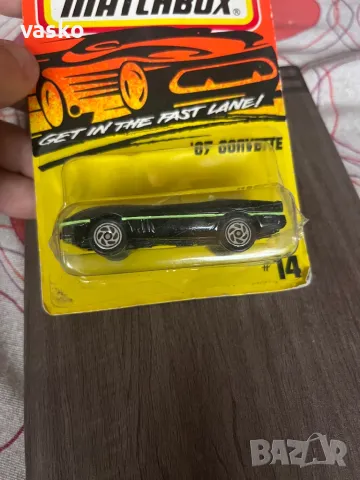 vasko
MATCHBOX®
GET IN THE FAST LANE!
'87 CORVETTE
#14
BAZAR